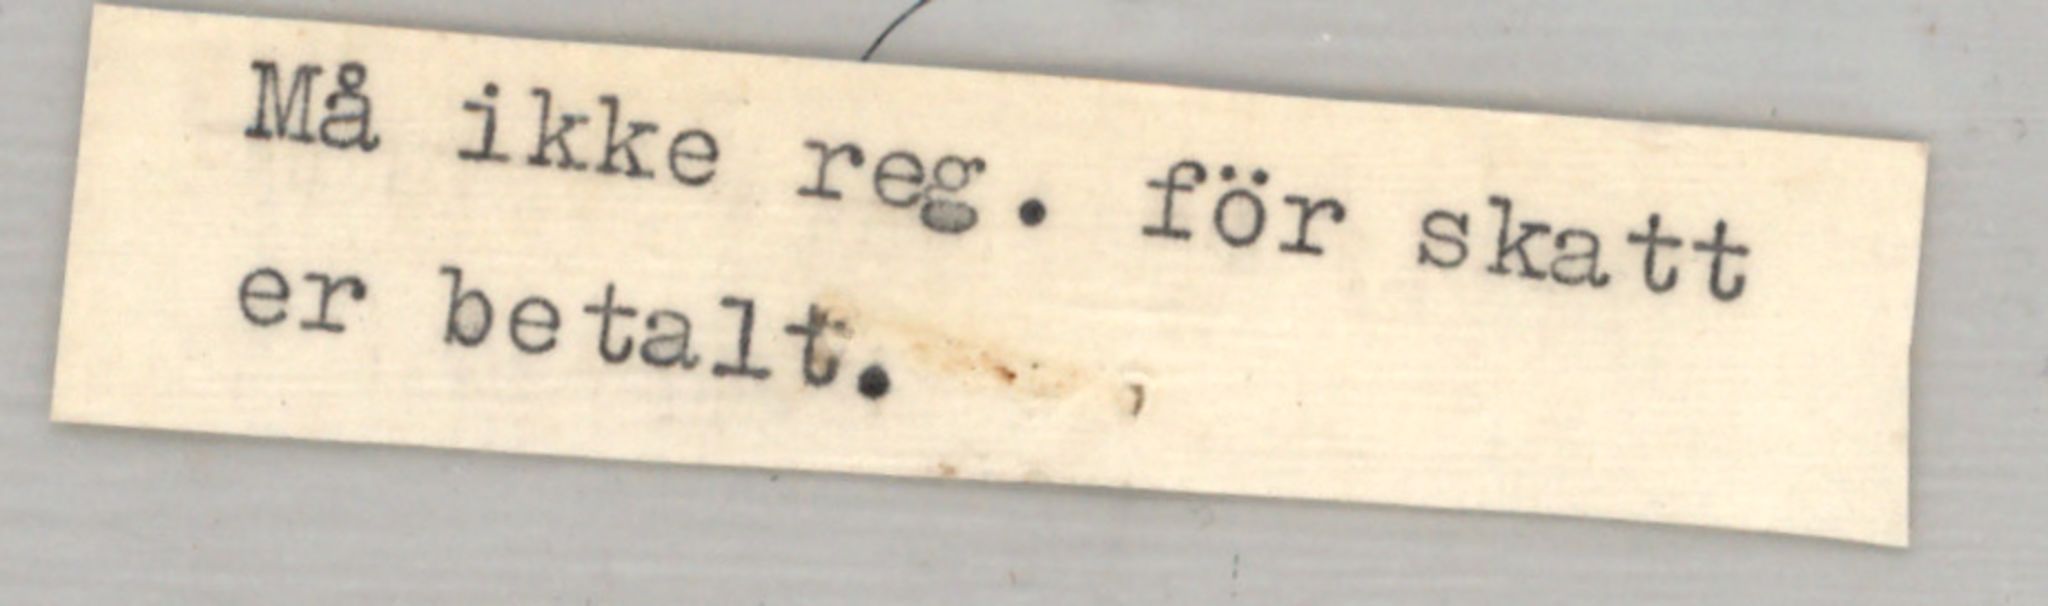 Må ikke reg. för skatt
er betalt.